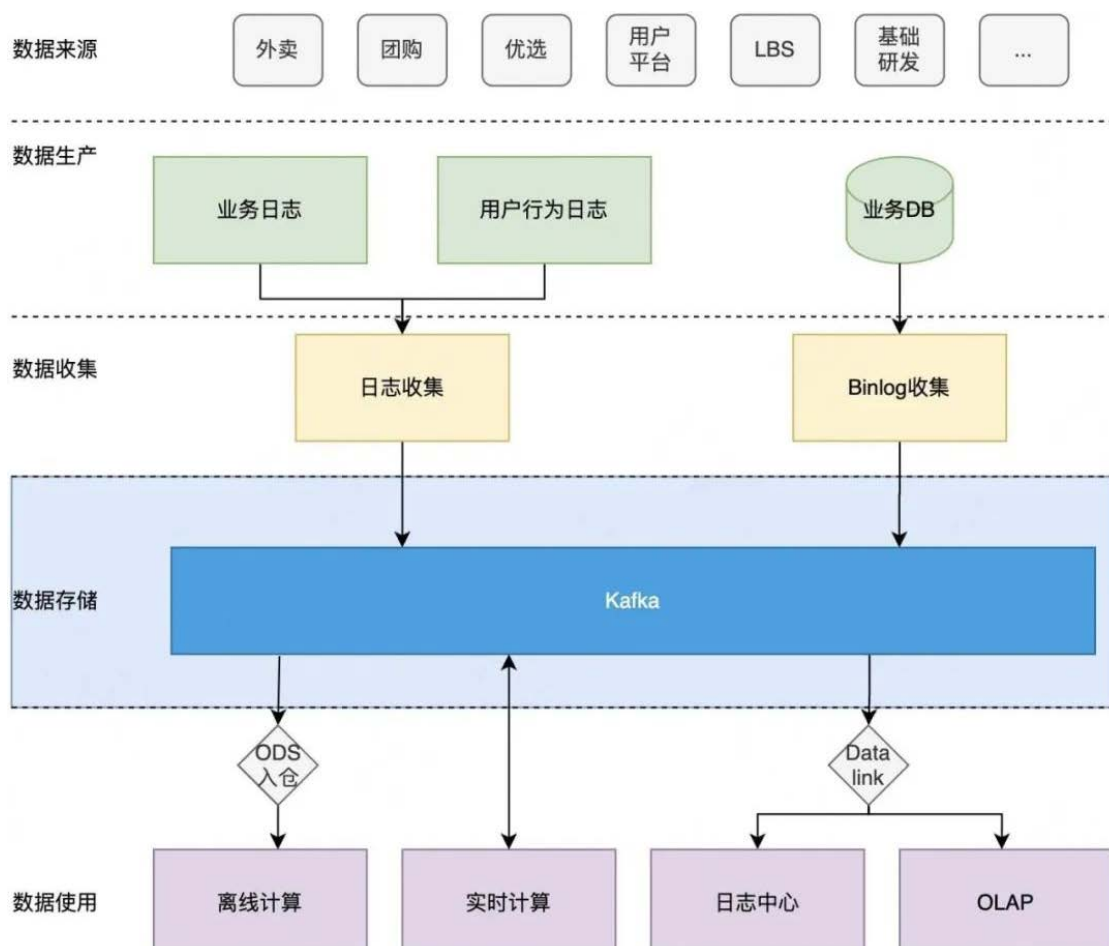 数据来源
外卖
团购
优选
用户
平台
LBS
基础
研发
...
数据生产
业务日志
用户行为日志
业务DB
数据收集
日志收集
Binlog收集
数据存储
Kafka
ODS
入仓
Data
link
数据使用
离线计算
实时计算
日志中心
OLAP